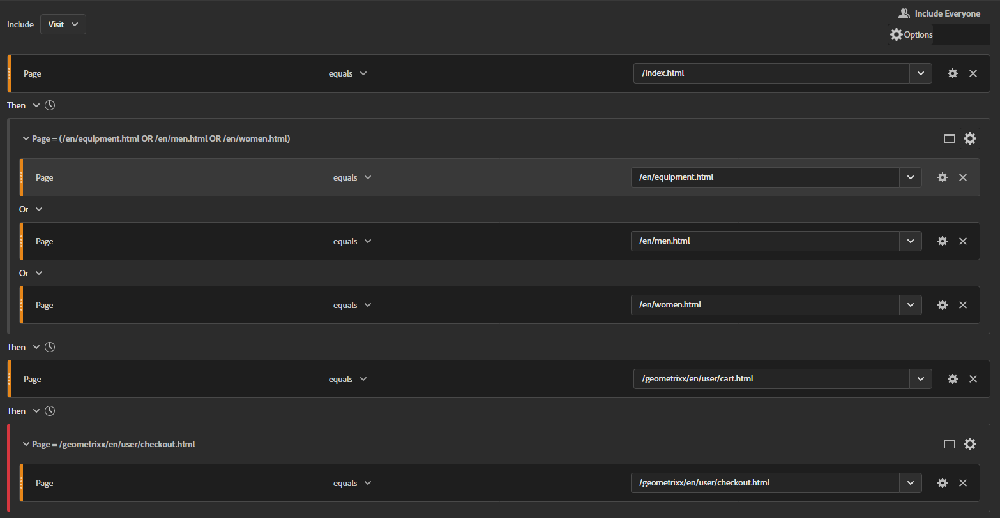 Include Visit
Include Everyone
Options
Page equals /index.html
Then
Page = (/en/equipment.html OR /en/men.html OR /en/women.html)
Page equals /en/equipment.html
Or
Page equals /en/men.html
Or
Page equals /en/women.html
Then
Page equals /geometrixx/en/user/cart.html
Then
Page = /geometrixx/en/user/checkout.html
Page equals /geometrixx/en/user/checkout.html